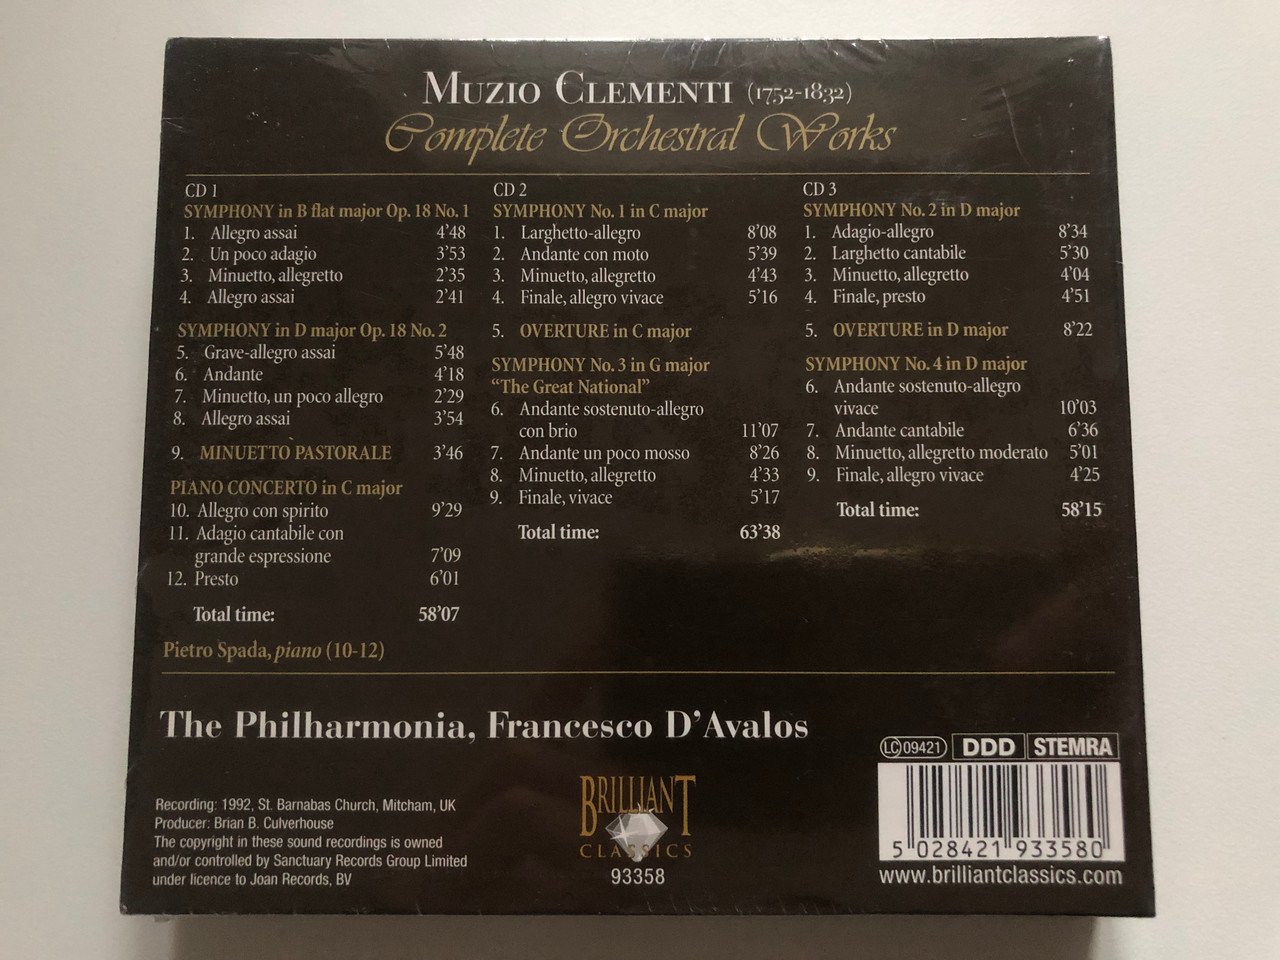 MUZIO CLEMENTI (1752-1832)
Complete Orchestral Works
CD 1
SYMPHONY in B flat major Op. 18 No. 1
1. Allegro assai 4’48
2. Un poco adagio 3’53
3. Minuetto, allegretto 2’35
4. Allegro assai 2’41
SYMPHONY in D major Op. 18 No. 2
5. Grave-allegro assai 5’48
6. Andante 4’18
7. Minuetto, un poco allegro 2’29
8. Allegro assai 3’54
9. MINUETTO PASTORALE 3’46
PIANO CONCERTO in C major
10. Allegro con spirito 9’29
11. Adagio cantabile con
grande espressione 7’09
12. Presto 6’01
Total time: 58’07
Pietro Spada, piano (10-12)
CD 2
SYMPHONY No. 1 in C major
1. Larghetto-allegro 8’08
2. Andante con moto 5’39
3. Minuetto, allegretto 4’43
4. Finale, allegro vivace 5’16
5. OVERTURE in C major
SYMPHONY No. 3 in G major
“The Great National”
6. Andante sostenuto-allegro
con brio 11’07
7. Andante un poco mosso 8’26
8. Minuetto, allegretto 4’33
9. Finale, vivace 5’17
Total time: 63’38
CD 3
SYMPHONY No. 2 in D major
1. Adagio-allegro 8’34
2. Larghetto cantabile 5’30
3. Minuetto, allegretto 4’04
4. Finale, presto 4’51
5. OVERTURE in D major 8’22
SYMPHONY No. 4 in D major
6. Andante sostenuto-allegro
vivace 10’03
7. Andante cantabile 6’36
8. Minuetto, allegretto moderato 5’01
9. Finale, allegro vivace 4’25
Total time: 58’15
The Philharmonia, Francesco D’Avalos
Recording: 1992, St. Barnabas Church, Mitcham, UK
Producer: Brian B. Culverhouse
The copyright in these sound recordings is owned
and/or controlled by Sanctuary Records Group Limited
under licence to Joan Records, BV
BRILLIANT
CLASSICS
93358
LC 09421 DDD STEMRA
5 028421 933580
www.brilliantclassics.com